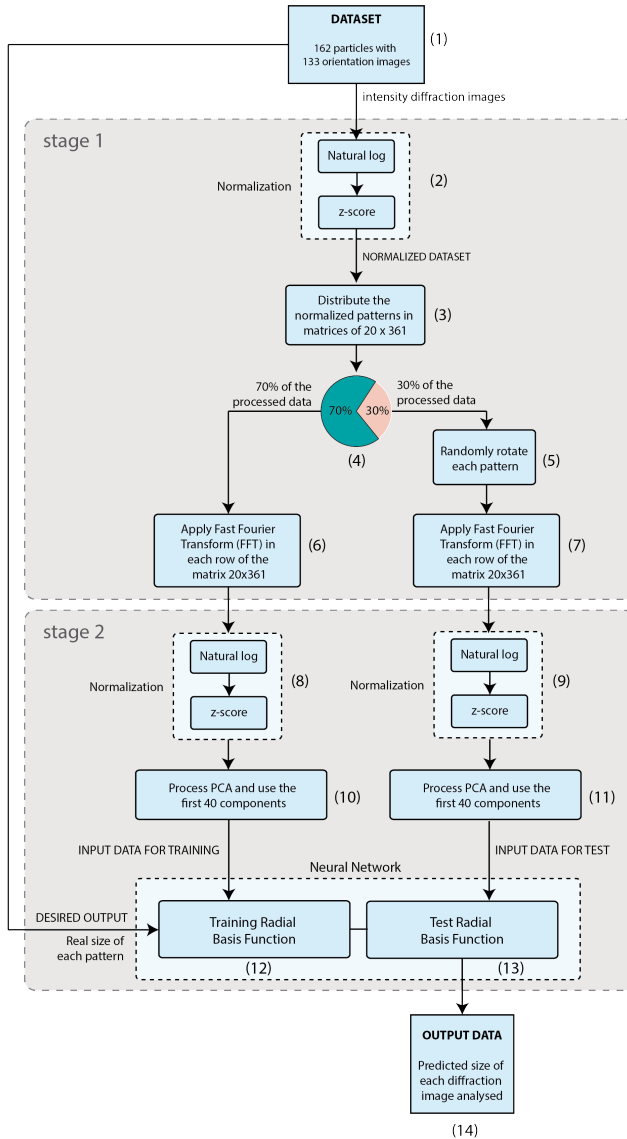 DATASET
162 particles with
133 orientation images
(1)
intensity diffraction images
stage 1
Natural log
Normalization
(2)
z-score
NORMALIZED DATASET
Distribute the
normalized patterns in
matrices of 20 x 361
(3)
70% of the
processed data
30% of the
processed data
70%
30%
(4)
Randomly rotate
each pattern
(5)
Apply Fast Fourier
Transform (FFT) in
each row of the
matrix 20x361
(6)
Apply Fast Fourier
Transform (FFT) in
each row of the
matrix 20x361
(7)
stage 2
Natural log
Normalization
(8)
z-score
Natural log
Normalization
(9)
z-score
Process PCA and use the
first 40 components
(10)
Process PCA and use the
first 40 components
(11)
INPUT DATA FOR TRAINING
INPUT DATA FOR TEST
Neural Network
DESIRED OUTPUT
Real size of
each pattern
Training Radial
Basis Function
(12)
Test Radial
Basis Function
(13)
OUTPUT DATA
Predicted size of
each diffraction
image analysed
(14)